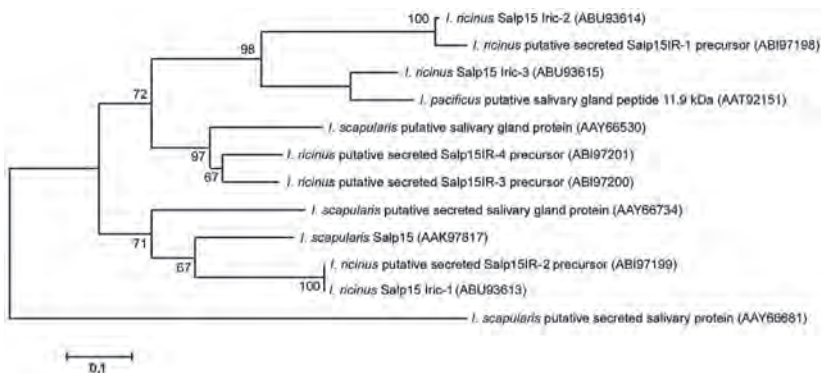 100
I. ricinus Salp15 Iric-2 (ABU93614)
I. ricinus putative secreted Salp15IR-1 precursor (ABI97198)
98
I. ricinus Salp15 Iric-3 (ABU93615)
I. pacificus putative salivary gland peptide 11.9 kDa (AAT92151)
72
I. scapularis putative salivary gland protein (AAY66530)
97
I. ricinus putative secreted Salp15IR-4 precursor (ABI97201)
67
I. ricinus putative secreted Salp15IR-3 precursor (ABI97200)
I. scapularis putative secreted salivary gland protein (AAY66734)
71
I. scapularis Salp15 (AAK97817)
67
I. ricinus putative secreted Salp15IR-2 precursor (ABI97199)
100
I. ricinus Salp15 Iric-1 (ABU93613)
I. scapularis putative secreted salivary protein (AAY66681)
0.1